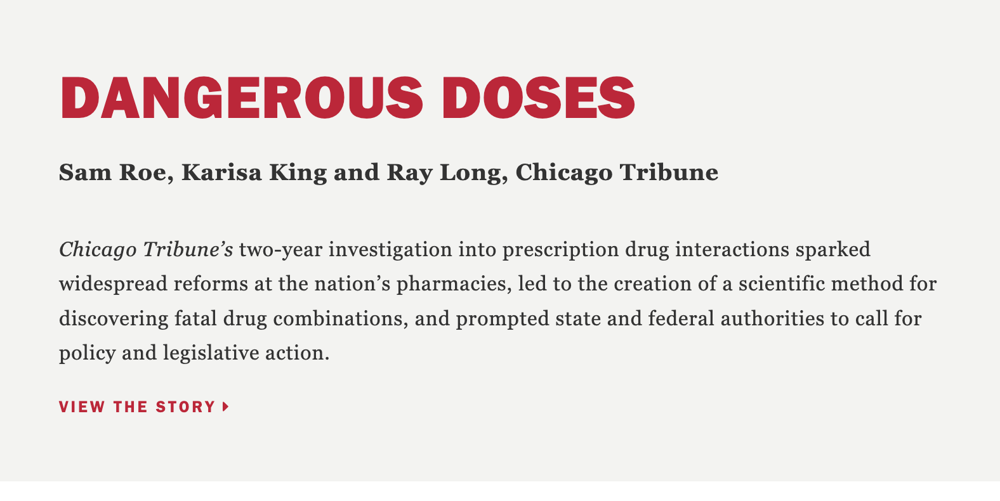 DANGEROUS DOSES
Sam Roe, Karisa King and Ray Long, Chicago Tribune
Chicago Tribune’s two-year investigation into prescription drug interactions sparked
widespread reforms at the nation’s pharmacies, led to the creation of a scientific method for
discovering fatal drug combinations, and prompted state and federal authorities to call for
policy and legislative action.
VIEW THE STORY